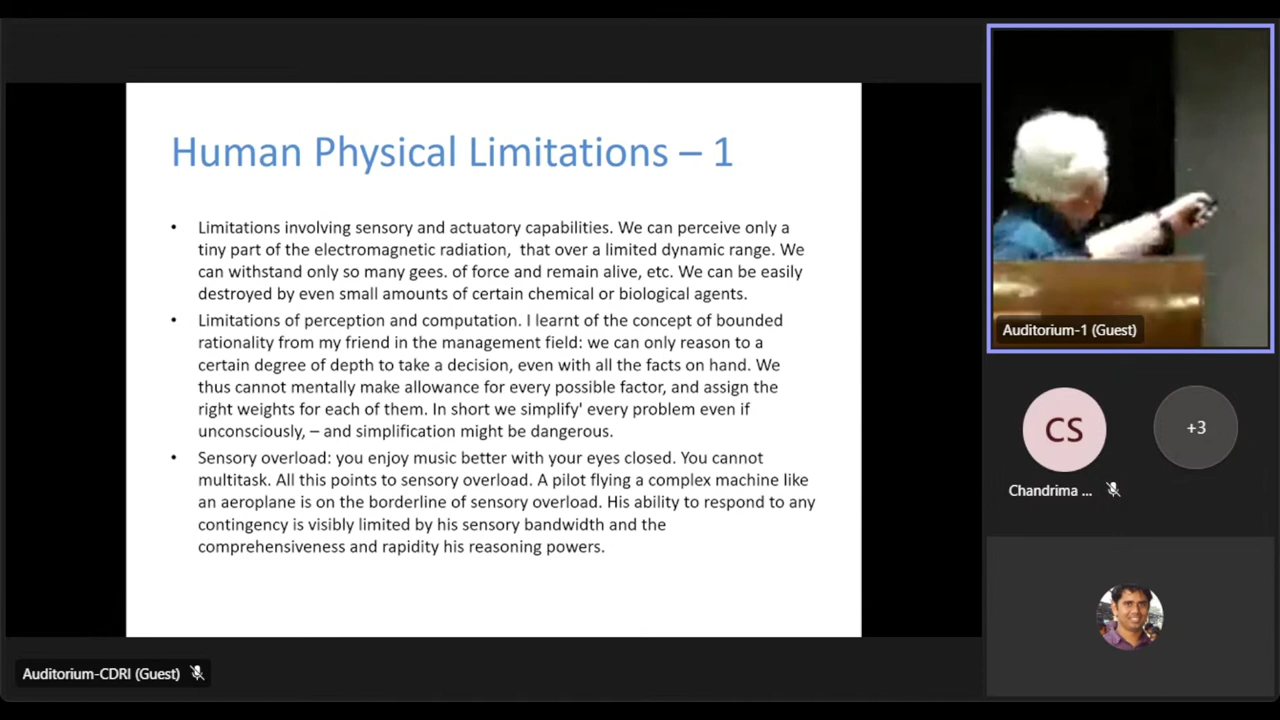 Human Physical Limitations – 1
• Limitations involving sensory and actuatory capabilities. We can perceive only a
tiny part of the electromagnetic radiation, that over a limited dynamic range. We
can withstand only so many gees. of force and remain alive, etc. We can be easily
destroyed by even small amounts of certain chemical or biological agents.
• Limitations of perception and computation. I learnt of the concept of bounded
rationality from my friend in the management field: we can only reason to a
certain degree of depth to take a decision, even with all the facts on hand. We
thus cannot mentally make allowance for every possible factor, and assign the
right weights for each of them. In short we simplify' every problem even if
unconsciously, – and simplification might be dangerous.
• Sensory overload: you enjoy music better with your eyes closed. You cannot
multitask. All this points to sensory overload. A pilot flying a complex machine like
an aeroplane is on the borderline of sensory overload. His ability to respond to any
contingency is visibly limited by his sensory bandwidth and the
comprehensiveness and rapidity his reasoning powers.
Auditorium-CDRI (Guest)
Auditorium-1 (Guest)
CS
+3
Chandrima ...